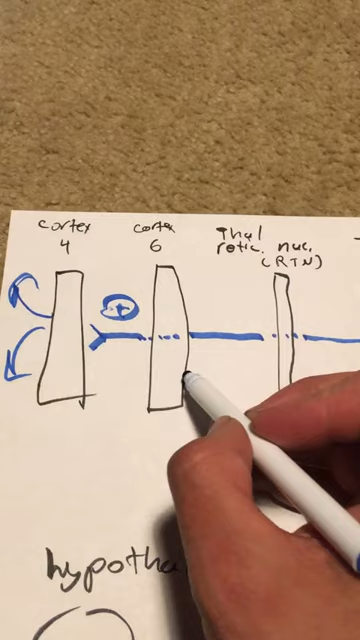 cortex
4
cortex
6
Thal
retic. nuc.
(RTN)
+
hypotha